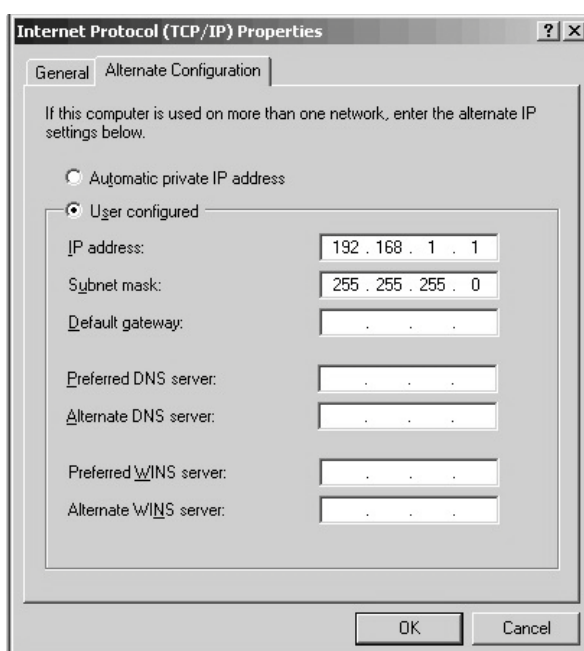 Internet Protocol (TCP/IP) Properties
General
Alternate Configuration
If this computer is used on more than one network, enter the alternate IP
settings below.
Automatic private IP address
User configured
IP address: 192 . 168 . 1 . 1
Subnet mask: 255 . 255 . 255 . 0
Default gateway: . . .
Preferred DNS server: . . .
Alternate DNS server: . . .
Preferred WINS server: . . .
Alternate WINS server: . . .
OK Cancel